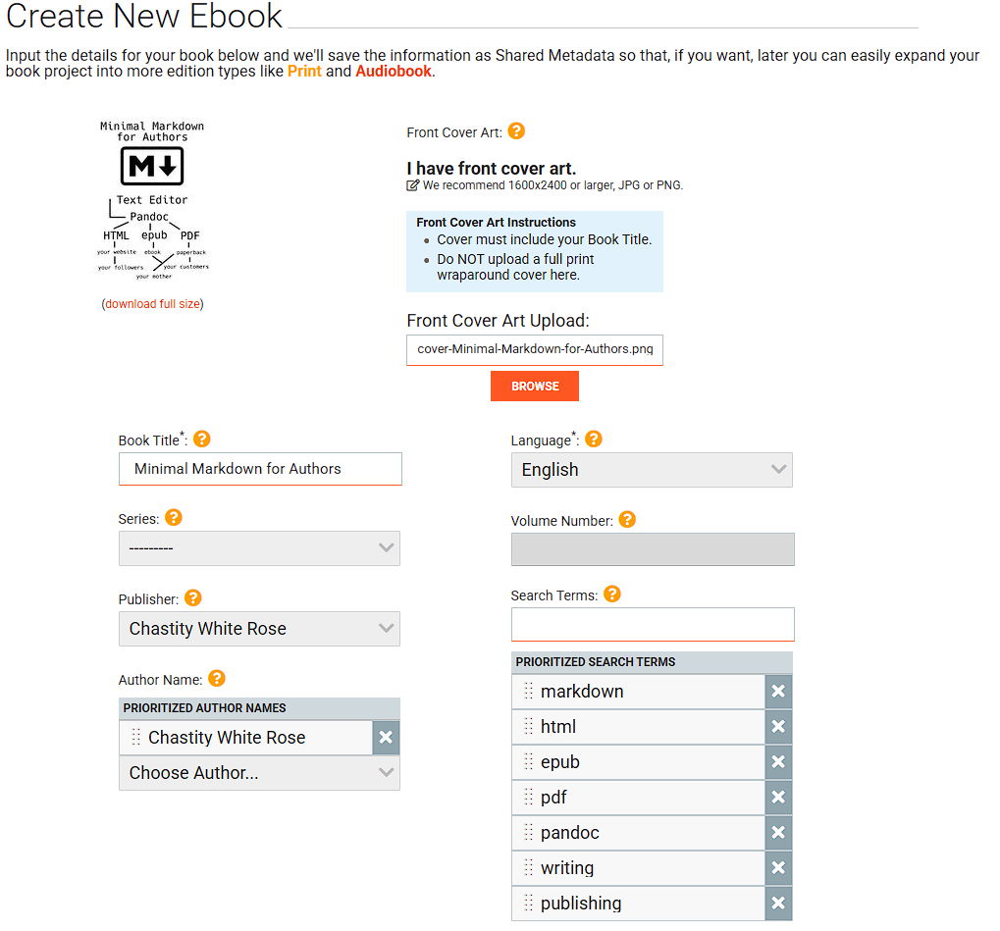 Create New Ebook
Input the details for your book below and we'll save the information as Shared Metadata so that, if you want, later you can easily expand your
book project into more edition types like Print and Audiobook.
Minimal Markdown
for Authors
M
Text Editor
Pandoc
HTML epub PDF
your website ebook paperback
your followers your customers
your mother
(download full size)
Front Cover Art: ?
I have front cover art.
We recommend 1600x2400 or larger, JPG or PNG.
Front Cover Art Instructions
• Cover must include your Book Title.
• Do NOT upload a full print
wraparound cover here.
Front Cover Art Upload:
cover-Minimal-Markdown-for-Authors.png
BROWSE
Book Title*: ?
Minimal Markdown for Authors
Series: ?
---------
Publisher: ?
Chastity White Rose
Author Name: ?
PRIORITIZED AUTHOR NAMES
Chastity White Rose
Choose Author...
Language*: ?
English
Volume Number: ?
Search Terms: ?
PRIORITIZED SEARCH TERMS
markdown
html
epub
pdf
pandoc
writing
publishing